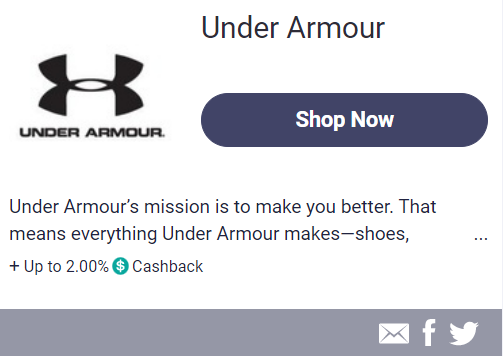 Under Armour
UNDER ARMOUR.
Shop Now
Under Armour’s mission is to make you better. That
means everything Under Armour makes—shoes, ...
+ Up to 2.00% $ Cashback